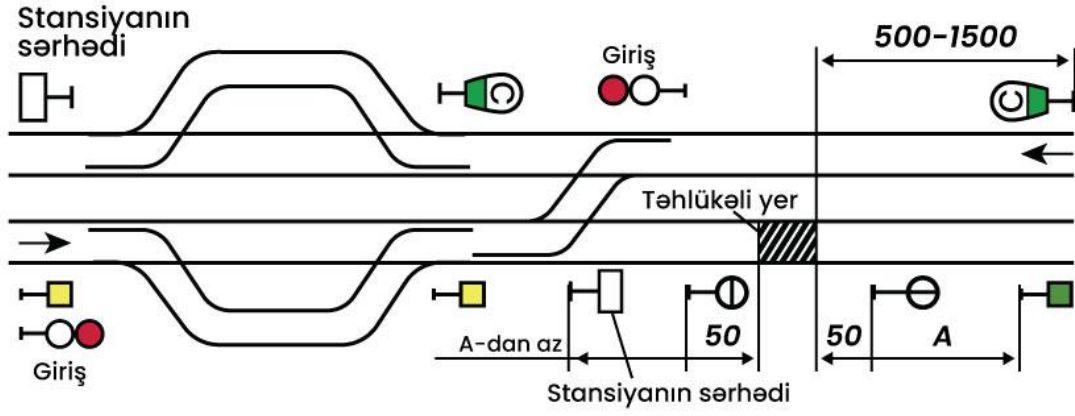 Stansiyanın
sərhədi
Giriş
500-1500
C
C
Təhlükəli yer
Giriş
A-dan az
50
50
A
Stansiyanın sərhədi